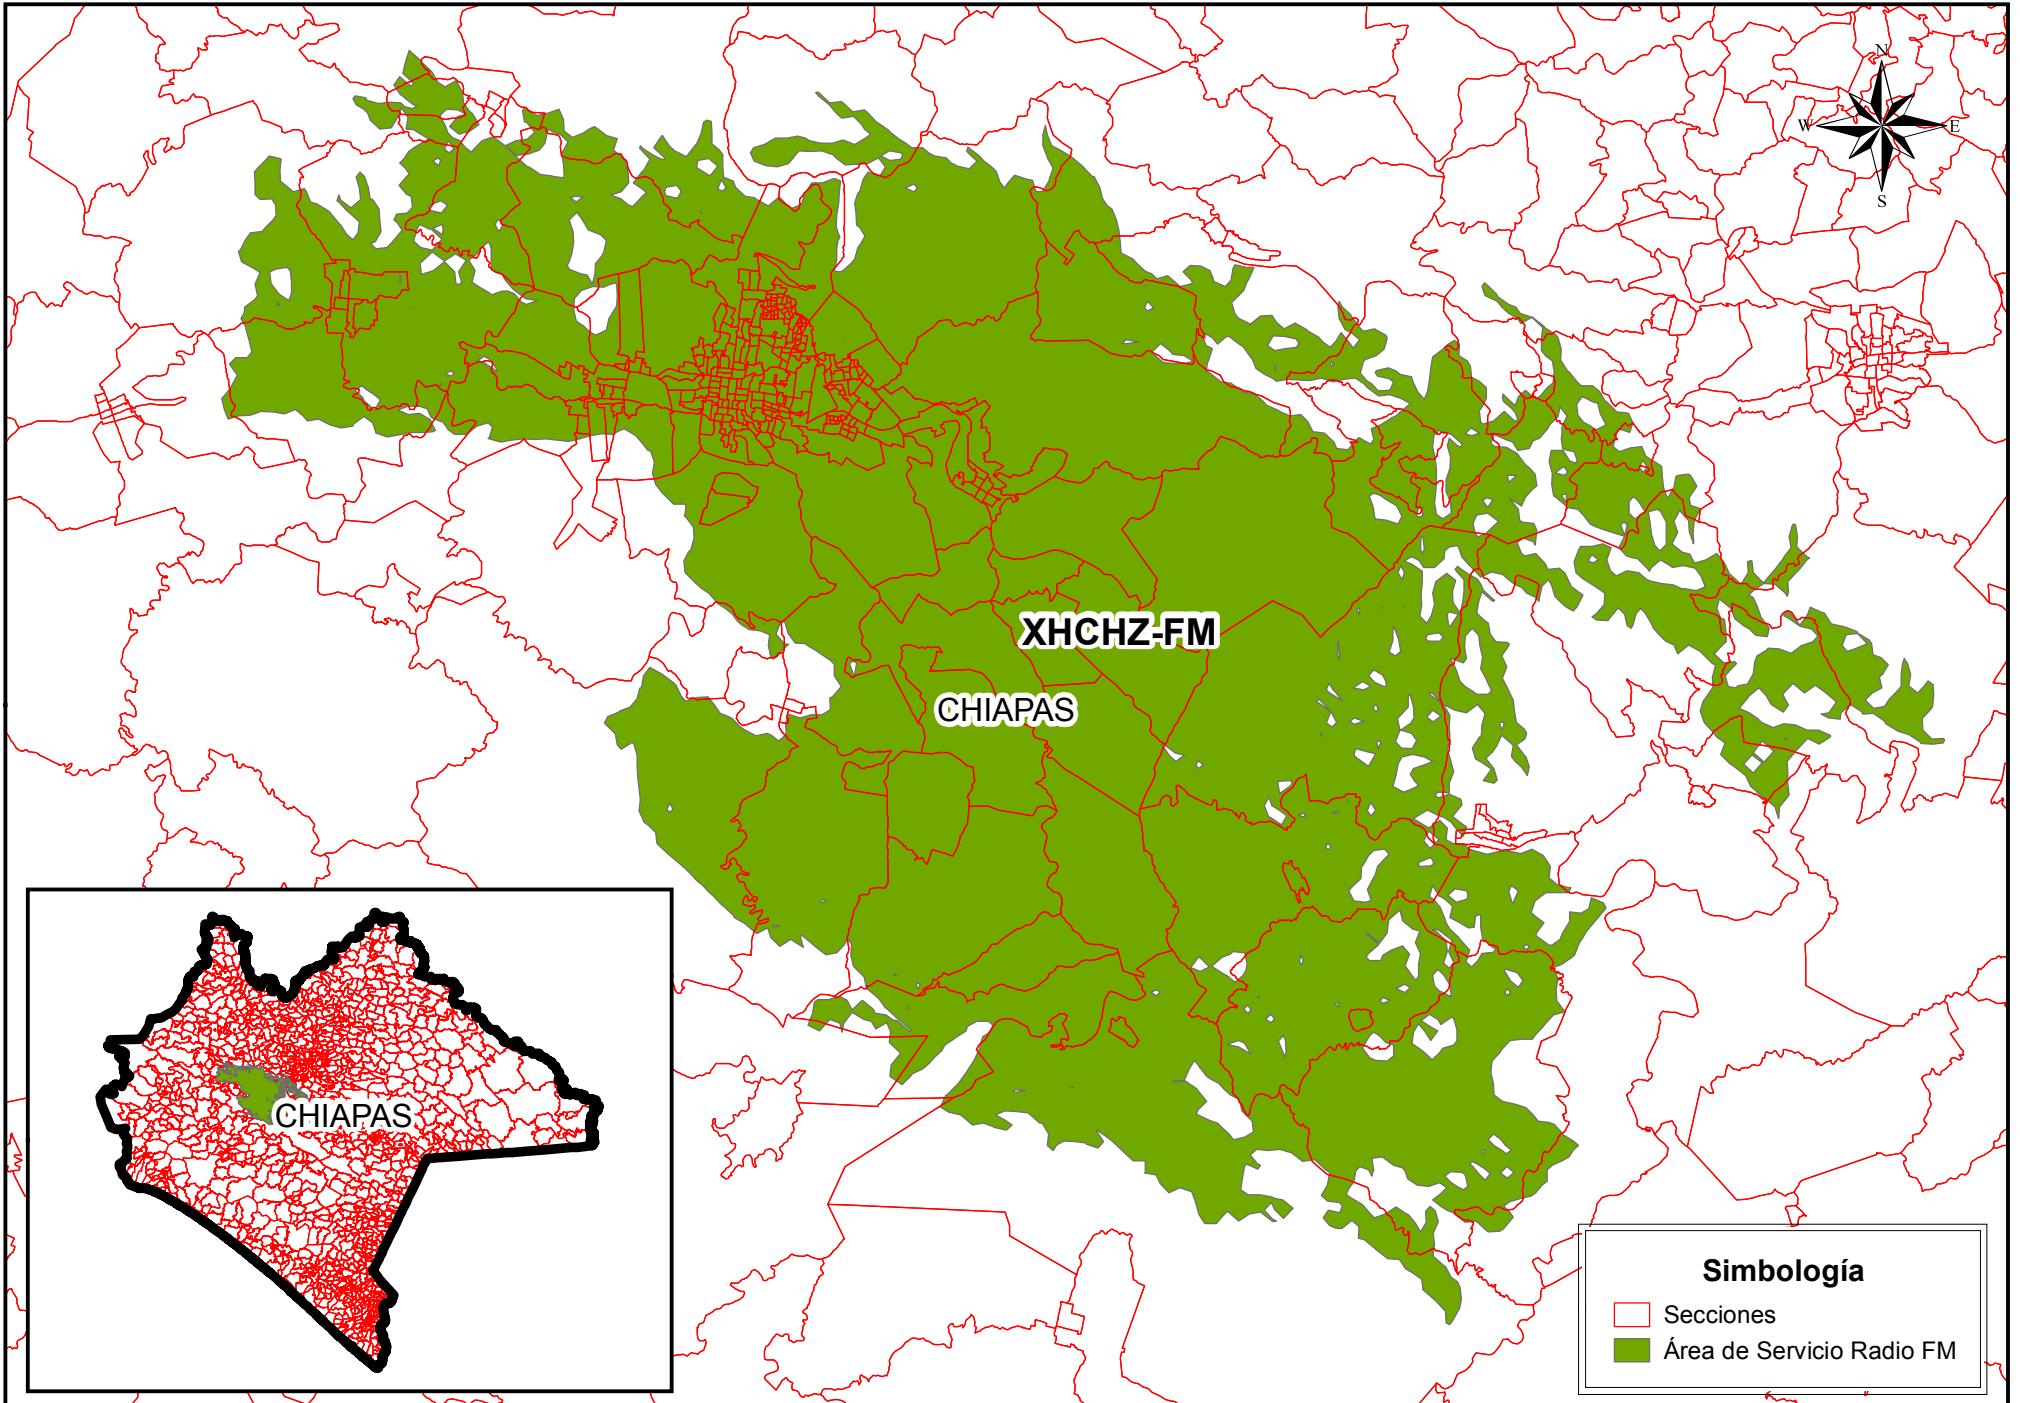 N
W
E
S
XHCHZ-FM
CHIAPAS
CHIAPAS
Simbología
Secciones
Área de Servicio Radio FM